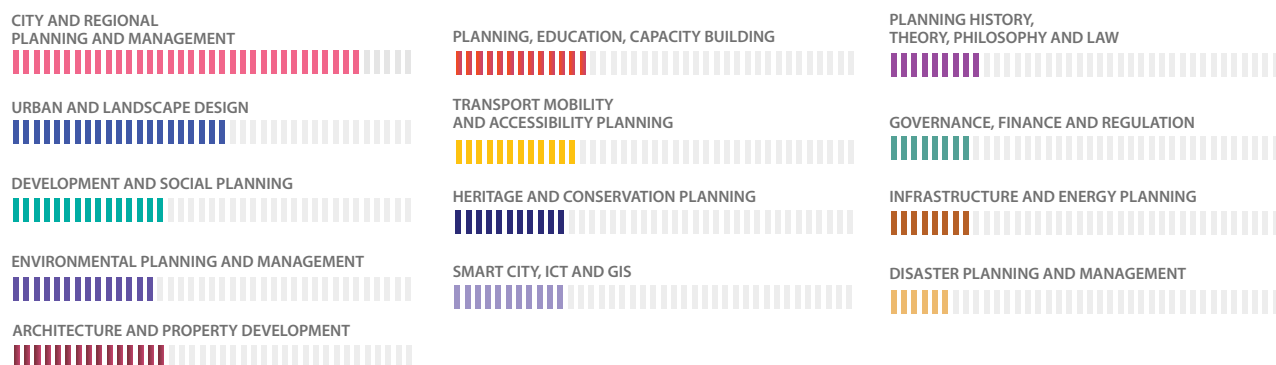 CITY AND REGIONAL
PLANNING AND MANAGEMENT
URBAN AND LANDSCAPE DESIGN
DEVELOPMENT AND SOCIAL PLANNING
ENVIRONMENTAL PLANNING AND MANAGEMENT
ARCHITECTURE AND PROPERTY DEVELOPMENT
PLANNING, EDUCATION, CAPACITY BUILDING
TRANSPORT MOBILITY
AND ACCESSIBILITY PLANNING
HERITAGE AND CONSERVATION PLANNING
SMART CITY, ICT AND GIS
PLANNING HISTORY,
THEORY, PHILOSOPHY AND LAW
GOVERNANCE, FINANCE AND REGULATION
INFRASTRUCTURE AND ENERGY PLANNING
DISASTER PLANNING AND MANAGEMENT